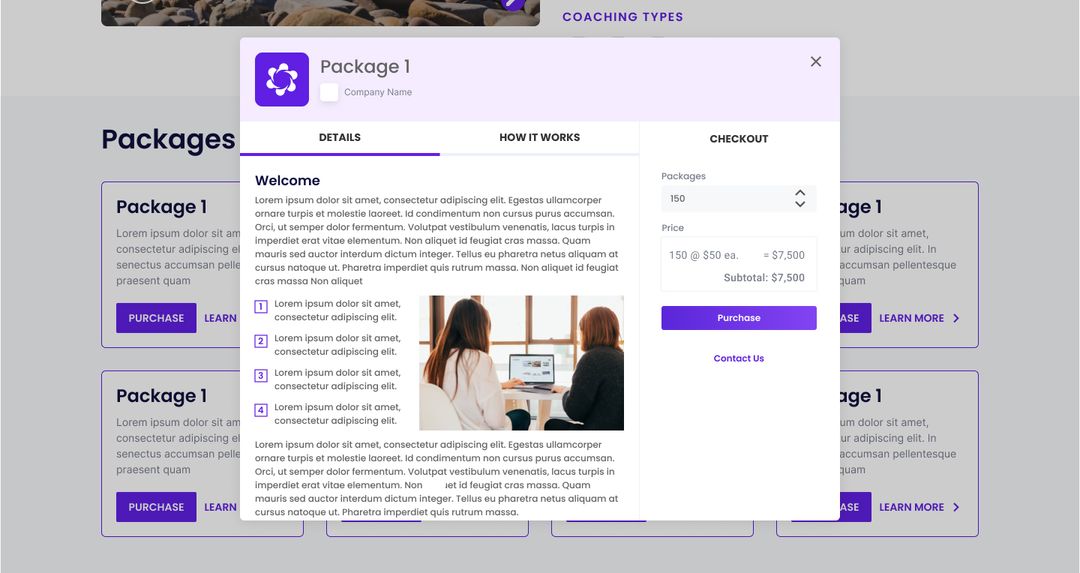 COACHING TYPES
Package 1
Company Name
DETAILS
HOW IT WORKS
CHECKOUT
Welcome
Lorem ipsum dolor sit amet, consectetur adipiscing elit. Egestas ullamcorper
ornare turpis et molestie laoreet. Id condimentum non cursus purus accumsan.
Orci, ut semper dolor fermentum. Volutpat vestibulum venenatis, lacus turpis in
imperdiet erat vitae elementum. Non aliquet id feugiat cras massa. Quam
mauris sed auctor interdum dictum integer. Tellus eu pharetra netus aliquam at
cursus natoque ut. Pharetra imperdiet quis rutrum massa. Non aliquet id feugiat
cras massa Non aliquet
1 Lorem ipsum dolor sit amet,
consectetur adipiscing elit.
2 Lorem ipsum dolor sit amet,
consectetur adipiscing elit.
3 Lorem ipsum dolor sit amet,
consectetur adipiscing elit.
4 Lorem ipsum dolor sit amet,
consectetur adipiscing elit.
Lorem ipsum dolor sit amet, consectetur adipiscing elit. Egestas ullamcorper
ornare turpis et molestie laoreet. Id condimentum non cursus purus accumsan.
Orci, ut semper dolor fermentum. Volutpat vestibulum venenatis, lacus turpis in
imperdiet erat vitae elementum. Non uet id feugiat cras massa. Quam
mauris sed auctor interdum dictum integer. Tellus eu pharetra netus aliquam at
cursus natoque ut. Pharetra imperdiet quis rutrum massa.
Packages
150
Price
150 @ $50 ea. = $7,500
Subtotal: $7,500
Purchase
Contact Us
Packages
Package 1
Lorem ipsum dolor sit am
consectetur adipiscing el
senectus accumsan pelle
praesent quam
PURCHASE
LEARN
age 1
um dolor sit amet,
ur adipiscing elit. In
accumsan pellentesque
quam
ASE
LEARN MORE
Package 1
Lorem ipsum dolor sit am
consectetur adipiscing el
senectus accumsan pelle
praesent quam
PURCHASE
LEARN
age 1
um dolor sit amet,
ur adipiscing elit. In
accumsan pellentesque
quam
ASE
LEARN MORE